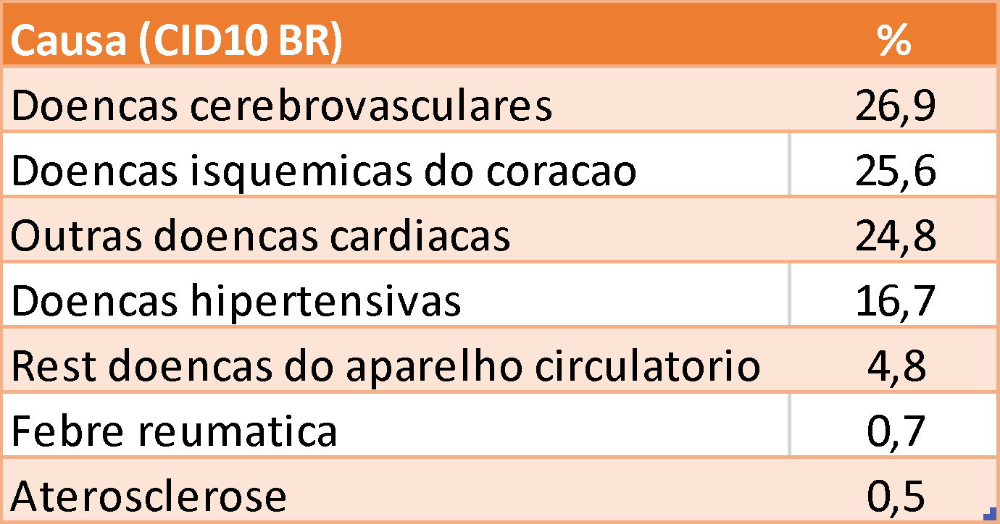 Causa (CID10 BR) %
Doencas cerebrovasculares 26,9
Doencas isquemicas do coracao 25,6
Outras doencas cardiacas 24,8
Doencas hipertensivas 16,7
Rest doencas do aparelho circulatorio 4,8
Febre reumatica 0,7
Aterosclerose 0,5